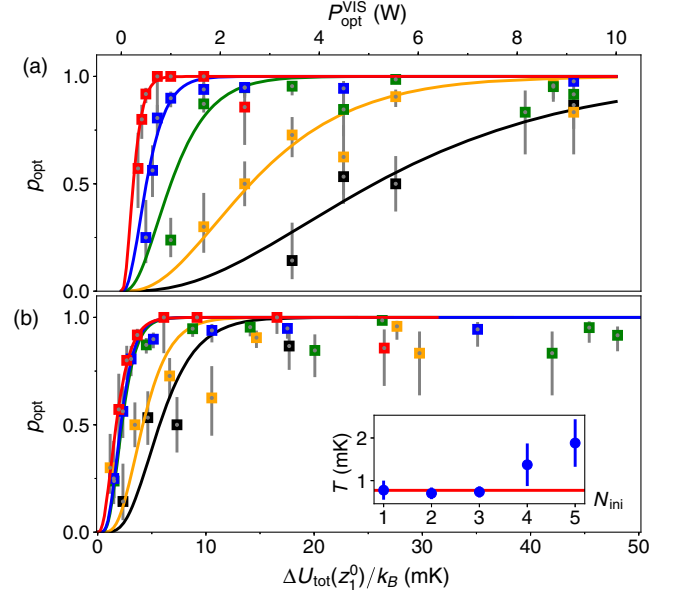 P_opt^VIS (W)
0 2 4 6 8 10
(a)
1.0
0.5
0.0
p_opt
(b)
1.0
0.5
0.0
p_opt
2
1
T (mK)
1 2 3 4 5
N_ini
0 10 20 30 40 50
ΔU_tot(z_1^0)/k_B (mK)